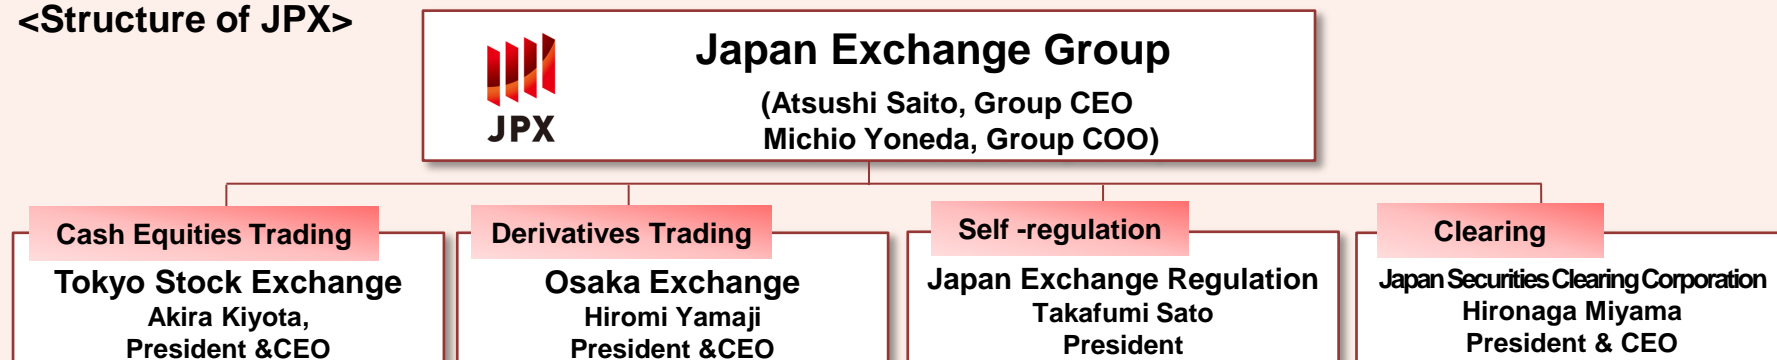 <Structure of JPX>
Japan Exchange Group
(Atsushi Saito, Group CEO
Michio Yoneda, Group COO)
JPX
Cash Equities Trading
Tokyo Stock Exchange
Akira Kiyota,
President &CEO
Derivatives Trading
Osaka Exchange
Hiromi Yamaji
President &CEO
Self -regulation
Japan Exchange Regulation
Takafumi Sato
President
Clearing
Japan Securities Clearing Corporation
Hironaga Miyama
President & CEO